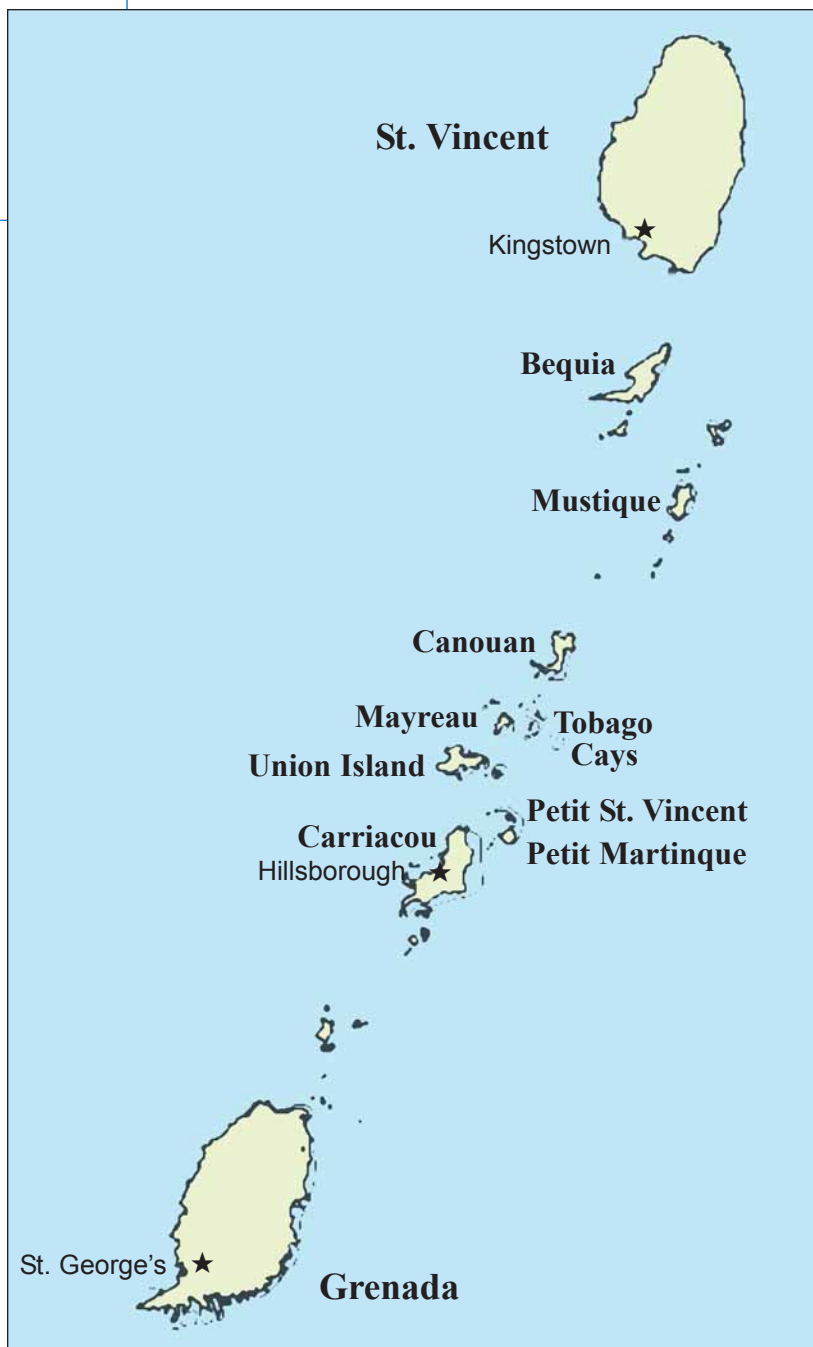 St. Vincent
Kingstown
Bequia
Mustique
Canouan
Mayreau
Tobago
Cays
Union Island
Petit St. Vincent
Carriacou
Petit Martinque
Hillsborough
St. George's
Grenada